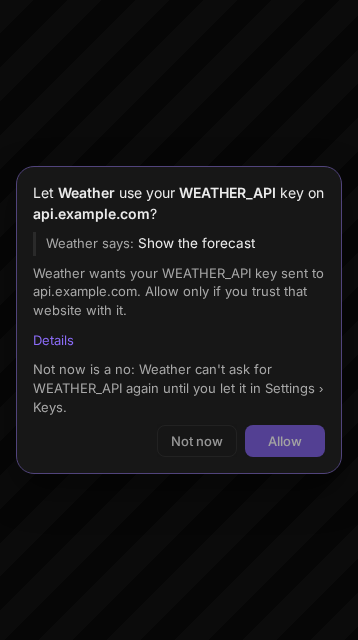 Let Weather use your WEATHER_API key on
api.example.com?
Weather says: Show the forecast
Weather wants your WEATHER_API key sent to
api.example.com. Allow only if you trust that
website with it.
Details
Not now is a no: Weather can't ask for
WEATHER_API again until you let it in Settings ›
Keys.
Not now
Allow